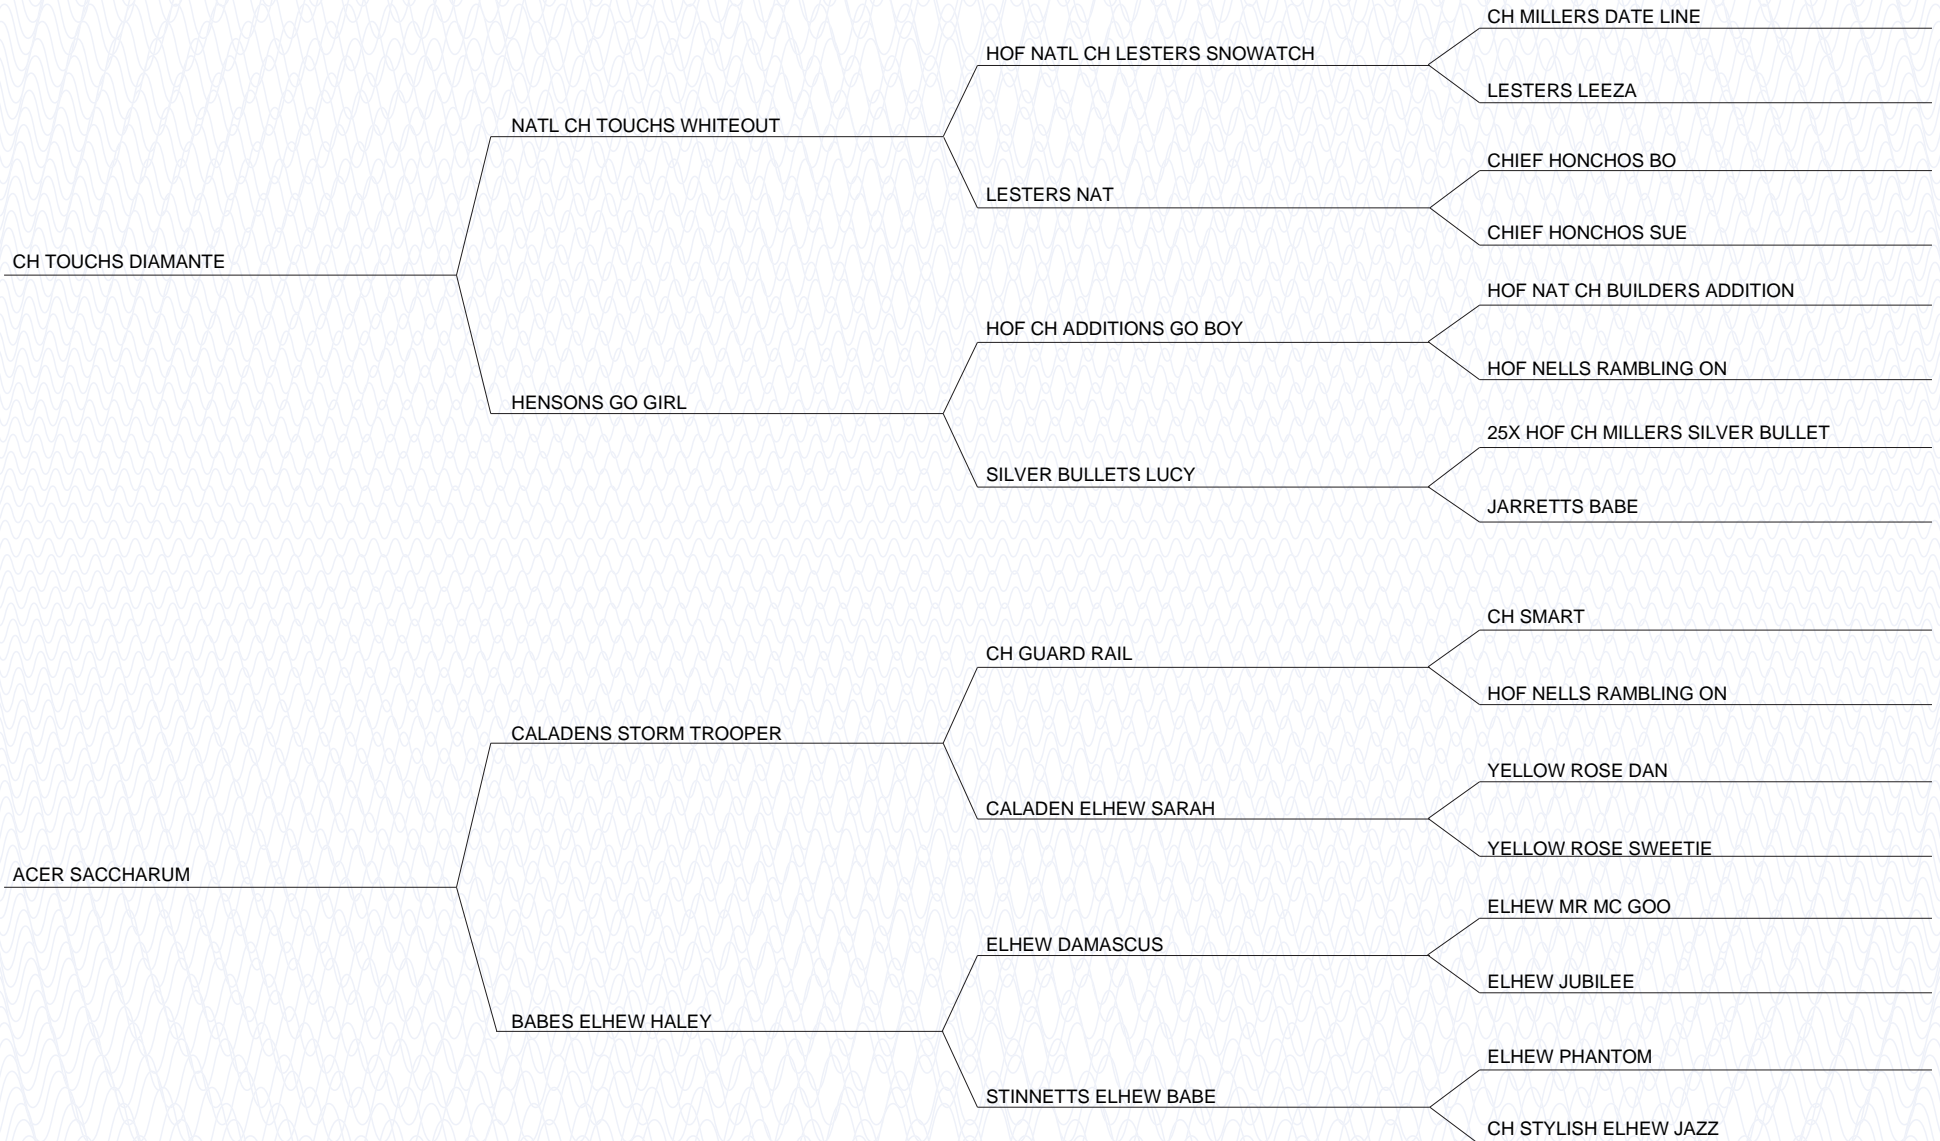 CH MILLERS DATE LINE
HOF NATL CH LESTERS SNOWATCH
LESTERS LEEZA
NATL CH TOUCHS WHITEOUT
CHIEF HONCHOS BO
LESTERS NAT
CHIEF HONCHOS SUE
CH TOUCHS DIAMANTE
HOF NAT CH BUILDERS ADDITION
HOF CH ADDITIONS GO BOY
HOF NELLS RAMBLING ON
HENSONS GO GIRL
25X HOF CH MILLERS SILVER BULLET
SILVER BULLETS LUCY
JARRETTS BABE
CH SMART
CH GUARD RAIL
HOF NELLS RAMBLING ON
CALADENS STORM TROOPER
YELLOW ROSE DAN
CALADEN ELHEW SARAH
YELLOW ROSE SWEETIE
ACER SACCHARUM
ELHEW MR MC GOO
ELHEW DAMASCUS
ELHEW JUBILEE
BABES ELHEW HALEY
ELHEW PHANTOM
STINNETTS ELHEW BABE
CH STYLISH ELHEW JAZZ